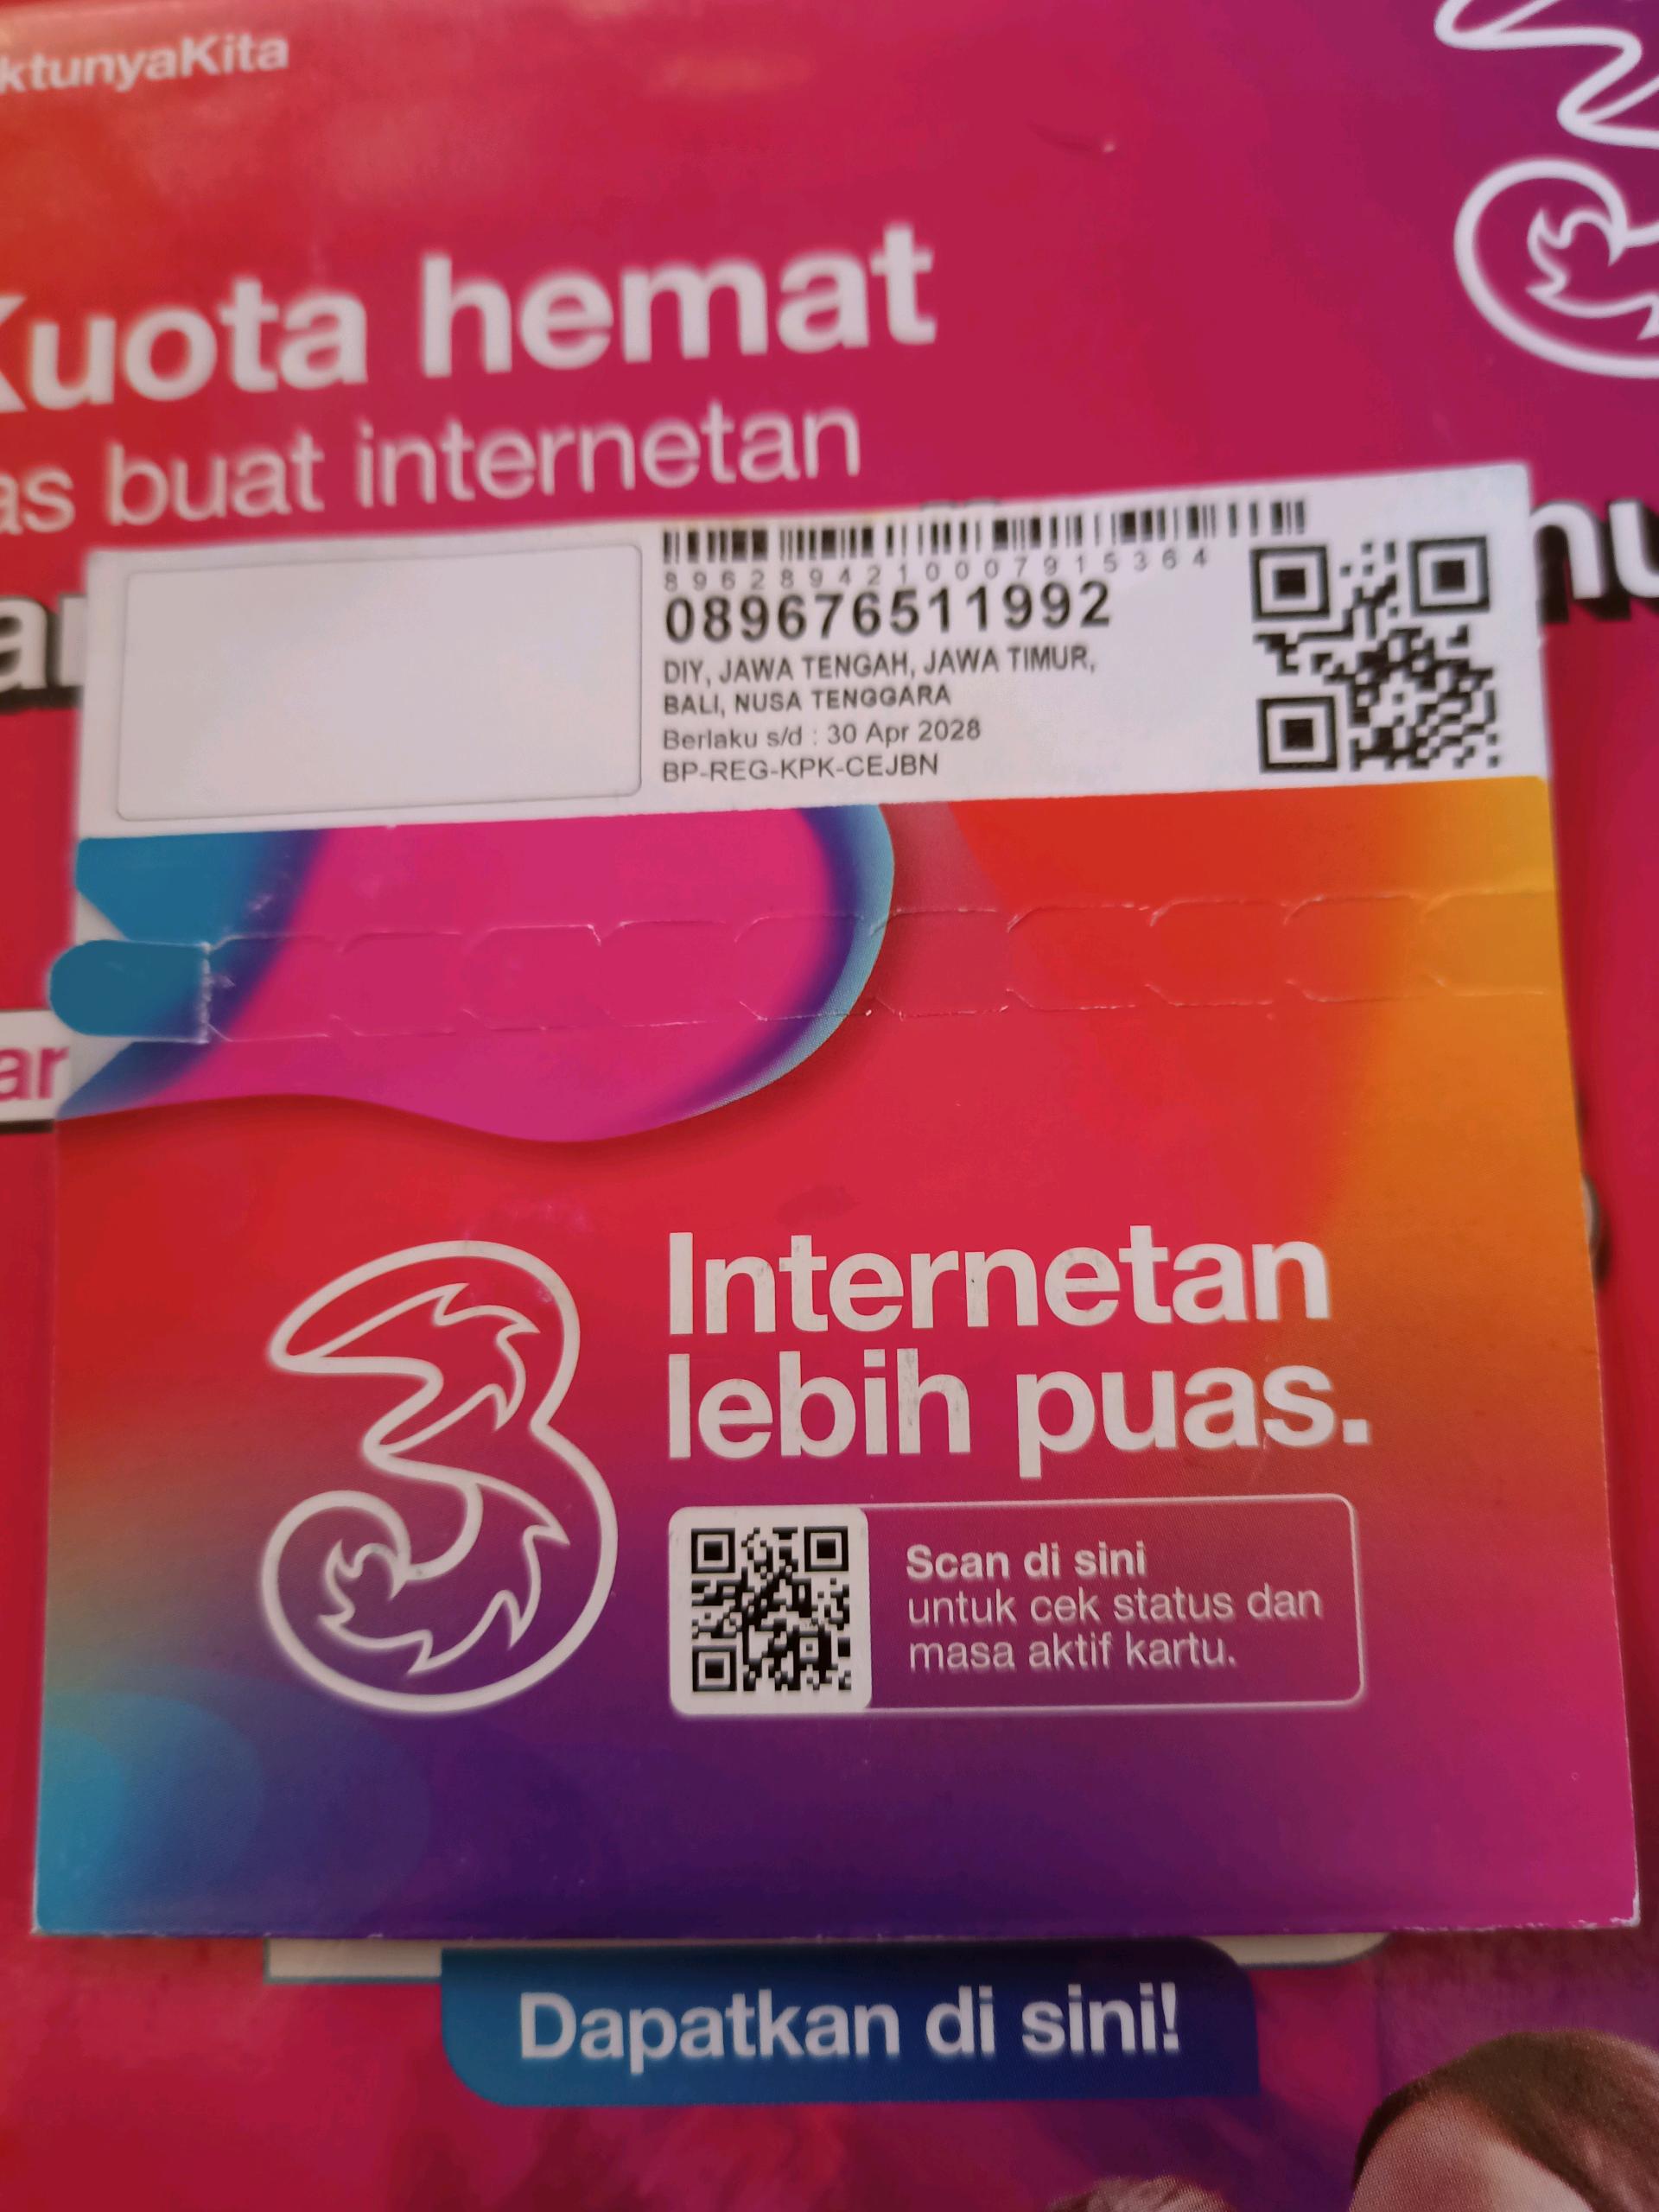 ktunyaKita
Kuota hemat
as buat internetan
8962894210007915364
089676511992
DIY, JAWA TENGAH, JAWA TIMUR,
BALI, NUSA TENGGARA
Berlaku s/d : 30 Apr 2028
BP-REG-KPK-CEJBN
ar
3
Internetan
lebih puas.
Scan di sini
untuk cek status dan
masa aktif kartu.
Dapatkan di sini!